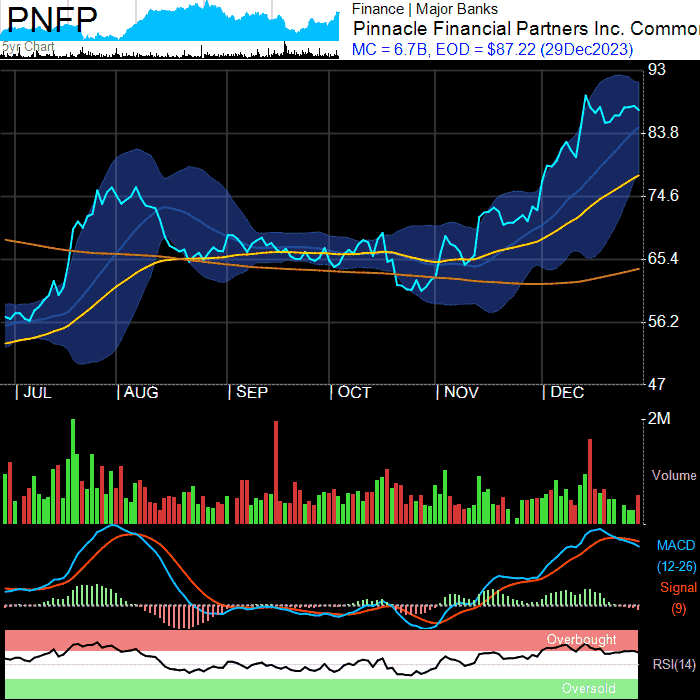 PNFP
5yr Chart
Finance | Major Banks
Pinnacle Financial Partners Inc. Commo
MC = 6.7B, EOD = $87.22 (29Dec2023)
93
83.8
74.6
65.4
56.2
47
| JUL | AUG | SEP | OCT | NOV | DEC
2M
Volume
MACD
(12-26)
Signal
(9)
Overbought
RSI(14)
Oversold